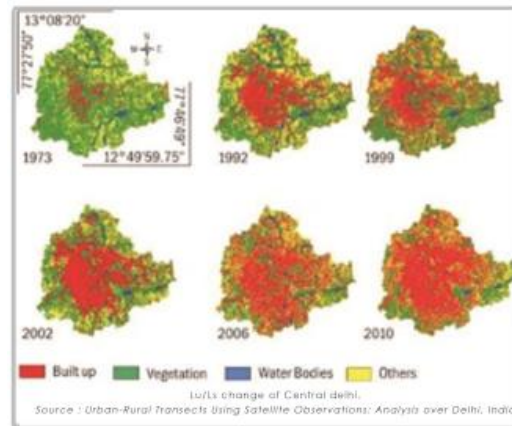 13°08'20"
77°27'50"
N
W E
S
77°46'49"
12°49'59.75"
1973
1992
1999
2002
2006
2010
Built up Vegetation Water Bodies Others
Lu/Ls change of Central delhi.
Source : Urban-Rural Transects Using Satellite Observations: Analysis over Delhi, India